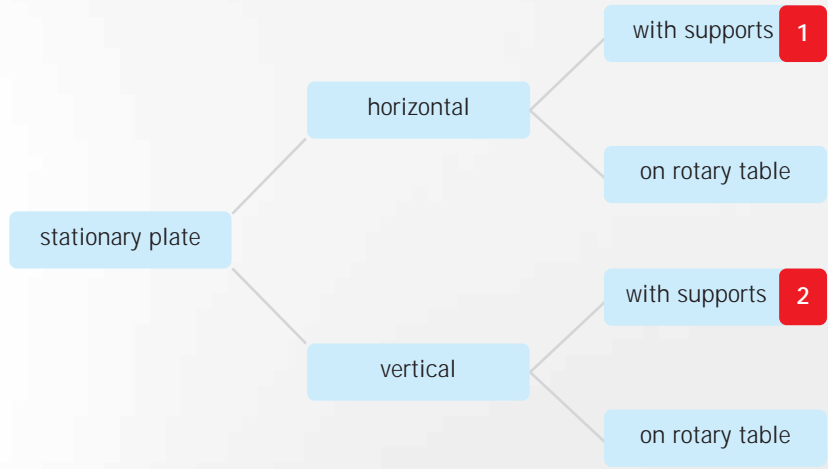 with supports 1
horizontal
on rotary table
stationary plate
with supports 2
vertical
on rotary table